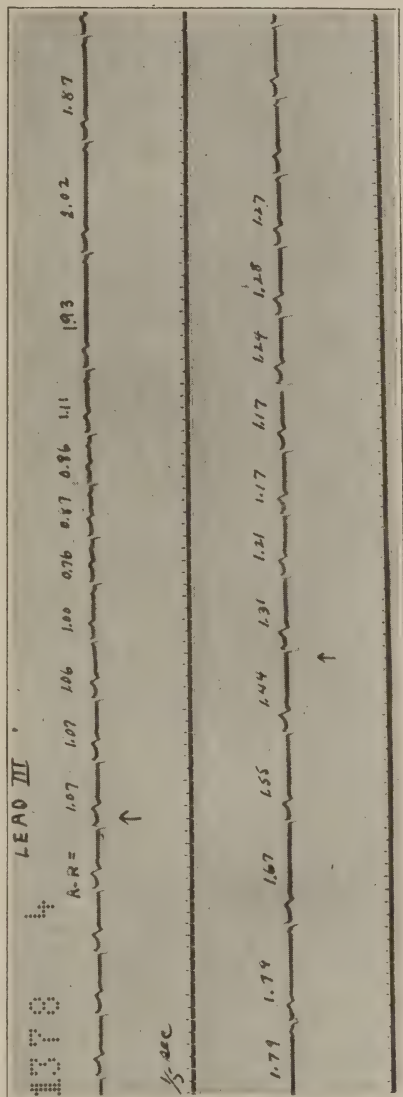 1378 4
LEAD III
R-R = 1.07 1.07 1.06 1.00 0.76 0.87 0.86 1.11 1.93 2.02 1.87
1/5 sec
1.79 1.79 1.67 1.55 1.44 1.31 1.21 1.17 1.17 1.24 1.28 1.27